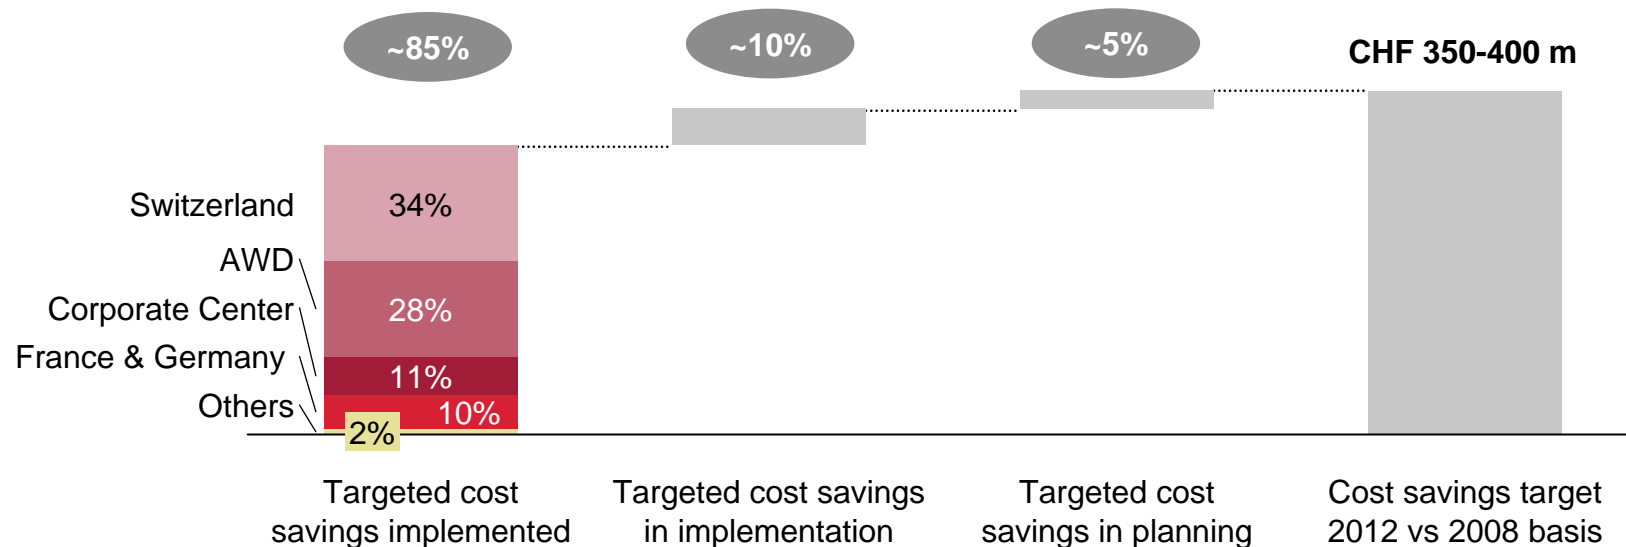 ~85%
~10%
~5%
CHF 350-400 m
Switzerland
34%
AWD
28%
Corporate Center
11%
France & Germany
10%
Others
2%
Targeted cost
savings implemented
Targeted cost savings
in implementation
Targeted cost
savings in planning
Cost savings target
2012 vs 2008 basis